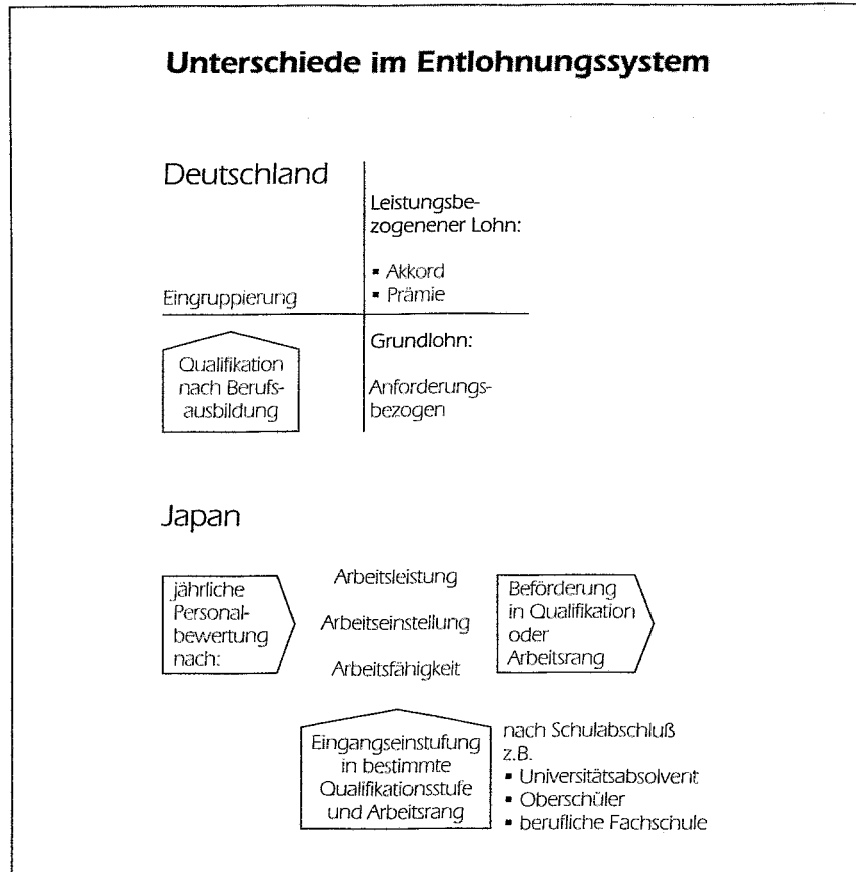 Unterschiede im Entlohnungssystem
Deutschland
Leistungsbe-
zogenener Lohn:
▪ Akkord
▪ Prämie
Eingruppierung
Qualifikation
nach Berufs-
ausbildung
Grundlohn:
Anforderungs-
bezogen
Japan
jährliche
Personal-
bewertung
nach:
Arbeitsleistung
Arbeitseinstellung
Arbeitsfähigkeit
Beförderung
in Qualifikation
oder
Arbeitsrang
Eingangseinstufung
in bestimmte
Qualifikationsstufe
und Arbeitsrang
nach Schulabschluß
z.B.
▪ Universitätsabsolvent
▪ Oberschüler
▪ berufliche Fachschule